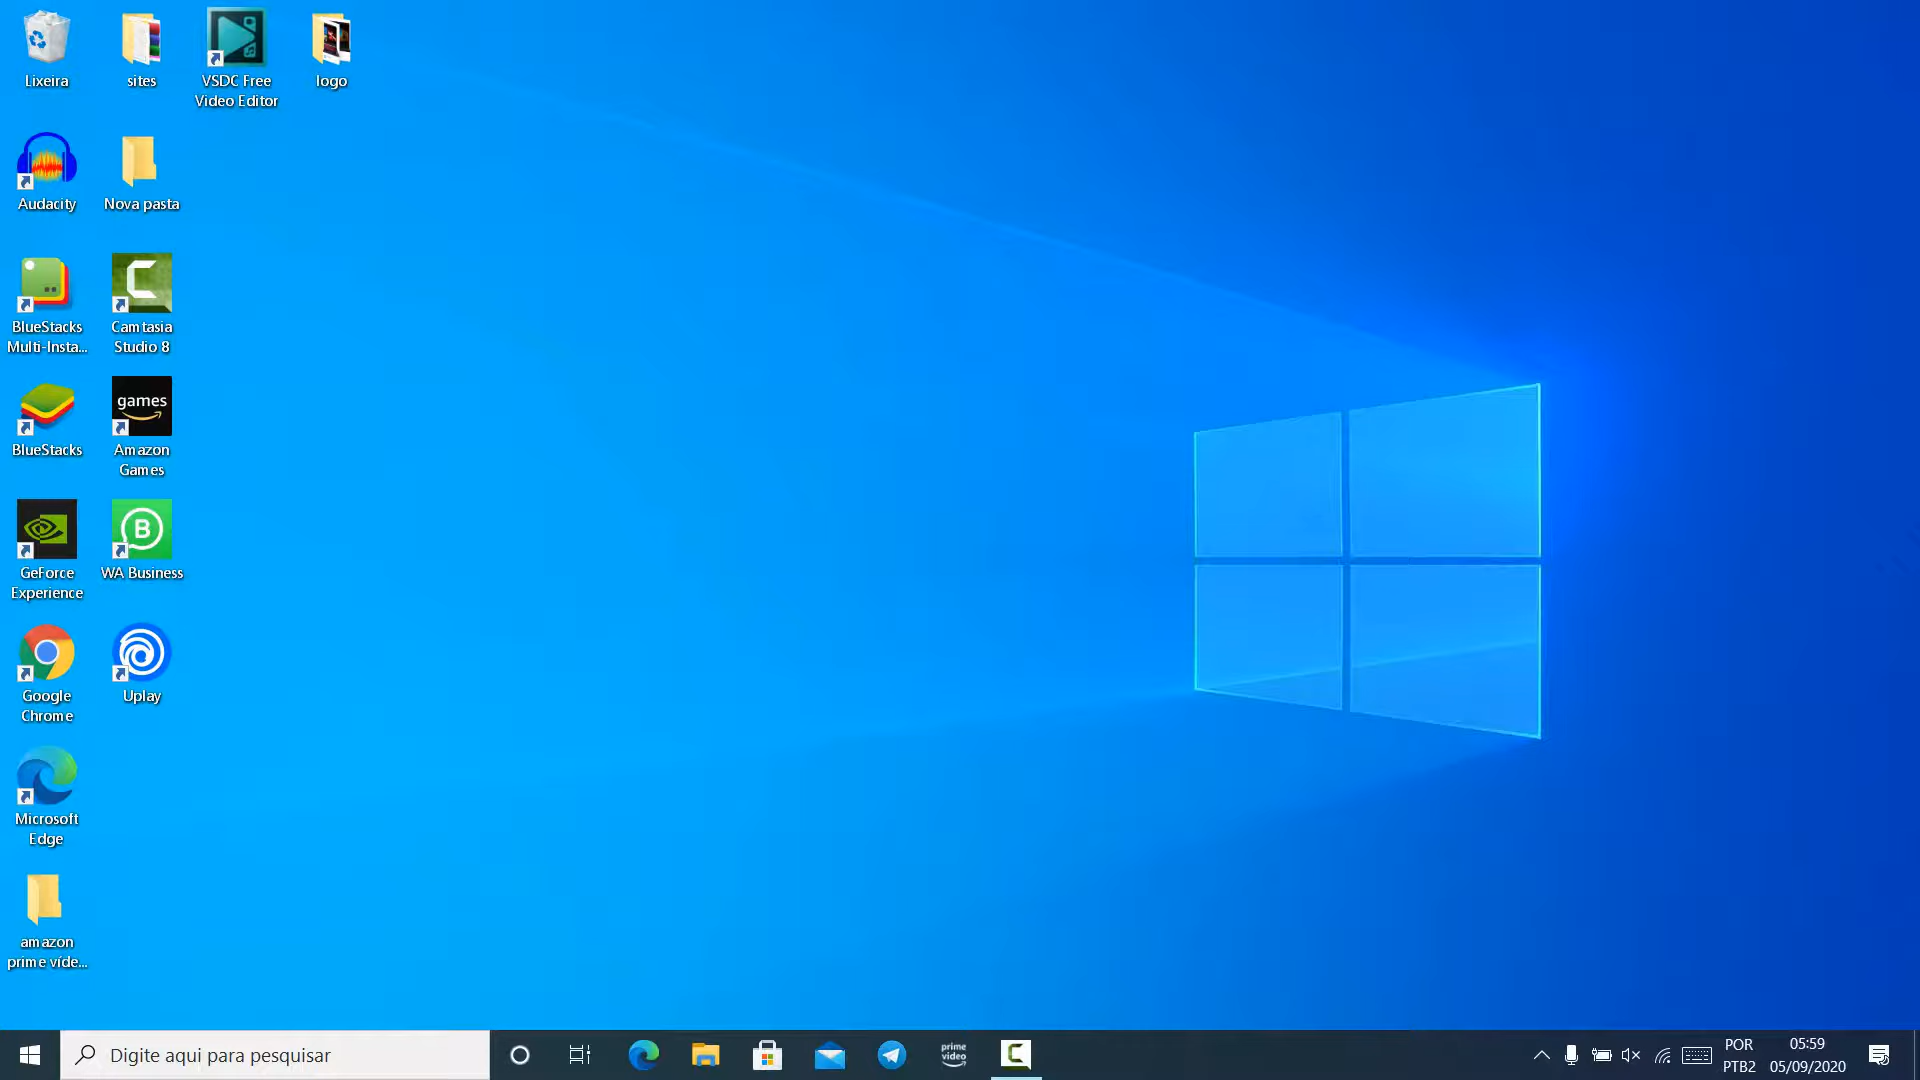 Lixeira
sites
VSDC Free
Video Editor
logo
Audacity
Nova pasta
BlueStacks
Multi-Insta...
Camtasia
Studio 8
BlueStacks
games
Amazon
Games
GeForce
Experience
B
WA Business
Google
Chrome
Uplay
Microsoft
Edge
amazon
prime víde...
Digite aqui para pesquisar
prime
video
C
POR
PTB2
05:59
05/09/2020